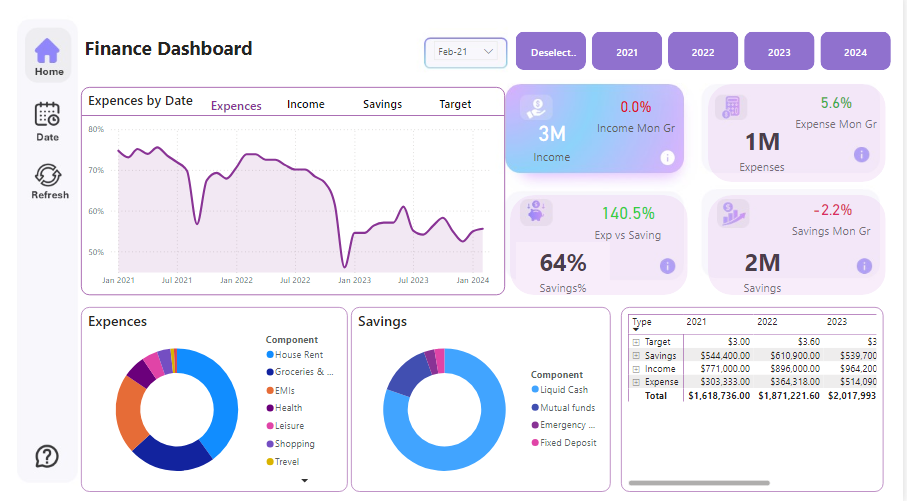 Finance Dashboard
Feb-21
Deselect..
2021
2022
2023
2024
Home
Date
Refresh
Expences by Date
Expences
Income
Savings
Target
80%
70%
60%
50%
Jan 2021
Jul 2021
Jan 2022
Jul 2022
Jan 2023
Jul 2023
Jan 2024
0.0%
Income Mon Gr
3M
Income
5.6%
Expense Mon Gr
1M
Expenses
140.5%
Exp vs Saving
64%
Savings%
-2.2%
Savings Mon Gr
2M
Savings
Expences
Component
House Rent
Groceries & ...
EMIs
Health
Leisure
Shopping
Trevel
Savings
Component
Liquid Cash
Mutual funds
Emergency ...
Fixed Deposit
Type 2021 2022 2023
Target $3.00 $3.60 $3
Savings $544,400.00 $610,900.00 $539,700
Income $771,000.00 $896,000.00 $964,200
Expense $303,333.00 $364,318.00 $514,090
Total $1,618,736.00 $1,871,221.60 $2,017,993